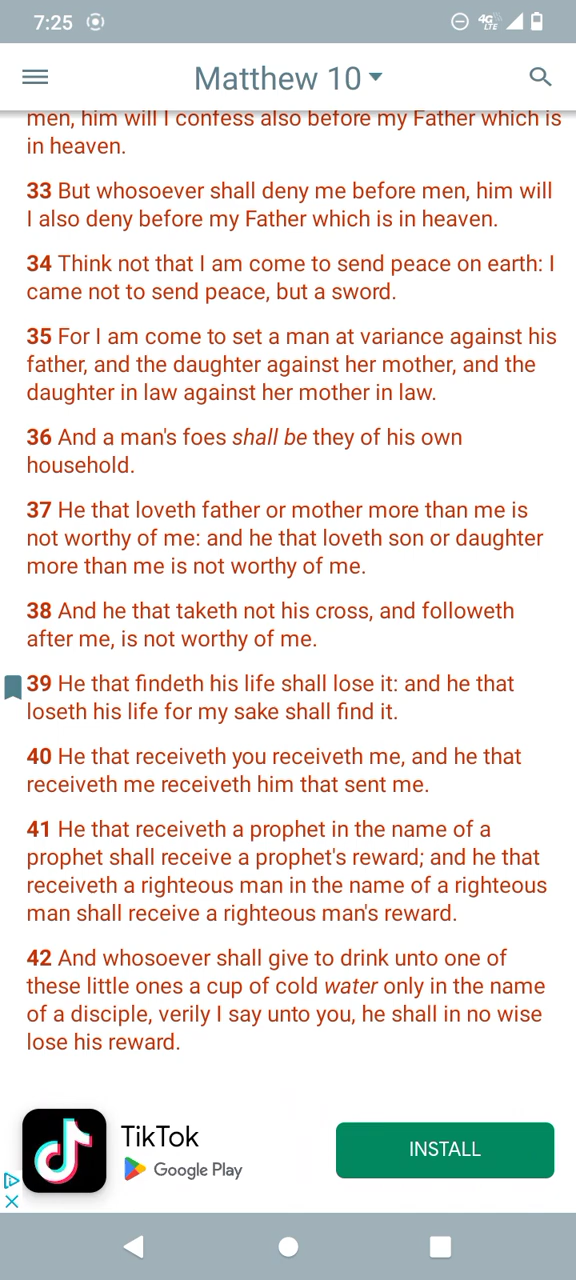 7:25
4G
LTE
Matthew 10
men, him will I confess also before my Father which is
in heaven.
33 But whosoever shall deny me before men, him will
I also deny before my Father which is in heaven.
34 Think not that I am come to send peace on earth: I
came not to send peace, but a sword.
35 For I am come to set a man at variance against his
father, and the daughter against her mother, and the
daughter in law against her mother in law.
36 And a man's foes shall be they of his own
household.
37 He that loveth father or mother more than me is
not worthy of me: and he that loveth son or daughter
more than me is not worthy of me.
38 And he that taketh not his cross, and followeth
after me, is not worthy of me.
39 He that findeth his life shall lose it: and he that
loseth his life for my sake shall find it.
40 He that receiveth you receiveth me, and he that
receiveth me receiveth him that sent me.
41 He that receiveth a prophet in the name of a
prophet shall receive a prophet's reward; and he that
receiveth a righteous man in the name of a righteous
man shall receive a righteous man's reward.
42 And whosoever shall give to drink unto one of
these little ones a cup of cold water only in the name
of a disciple, verily I say unto you, he shall in no wise
lose his reward.
TikTok
Google Play
INSTALL